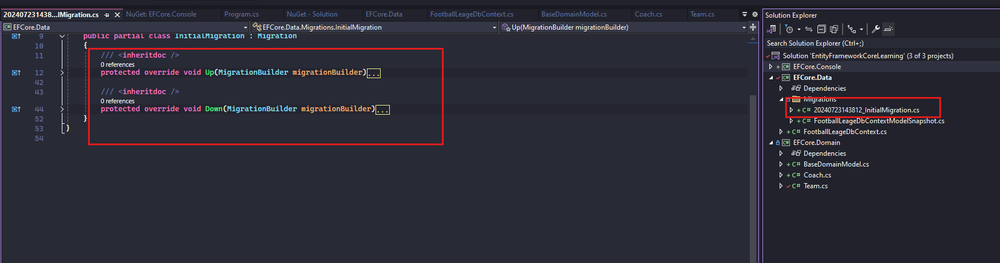 202407231438...lMigration.cs
NuGet: EFCore.Console
Program.cs
NuGet - Solution
EFCore.Data
FootballLeageDbContext.cs
BaseDomainModel.cs
Coach.cs
Team.cs
EFCore.Data
EFCore.Data.Migrations.InitialMigration
Up(MigrationBuilder migrationBuilder)
9 public partial class InitialMigration : Migration
10 {
11 /// <inheritdoc />
0 references
12 protected override void Up(MigrationBuilder migrationBuilder)...
42
43 /// <inheritdoc />
0 references
44 protected override void Down(MigrationBuilder migrationBuilder)...
52 }
53 }
54
Solution Explorer
Search Solution Explorer (Ctrl+;)
Solution 'EntityFrameworkCoreLearning' (3 of 3 projects)
C# EFCore.Console
C# EFCore.Data
Dependencies
Migrations
C# 20240723143812_InitialMigration.cs
C# FootballLeageDbContextModelSnapshot.cs
C# FootballLeageDbContext.cs
C# EFCore.Domain
Dependencies
C# BaseDomainModel.cs
C# Coach.cs
C# Team.cs